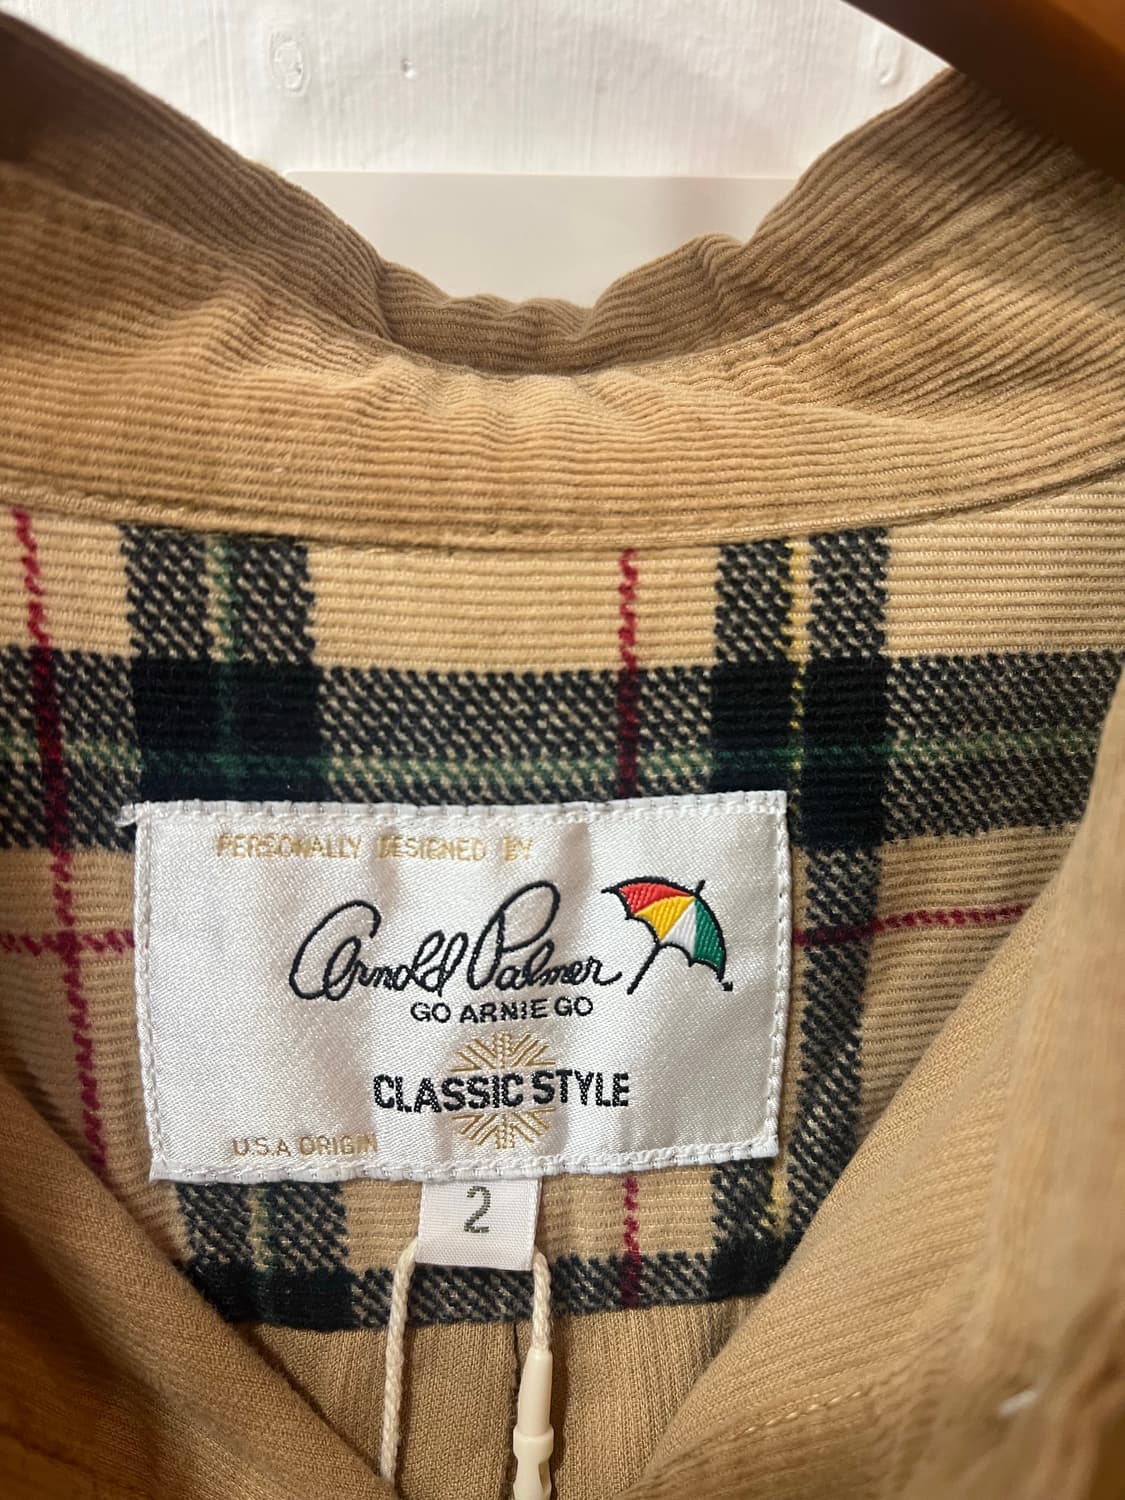 PERSONALLY DESIGNED BY
Arnold Palmer
GO ARNIE GO
CLASSIC STYLE
U.S.A ORIGIN
2